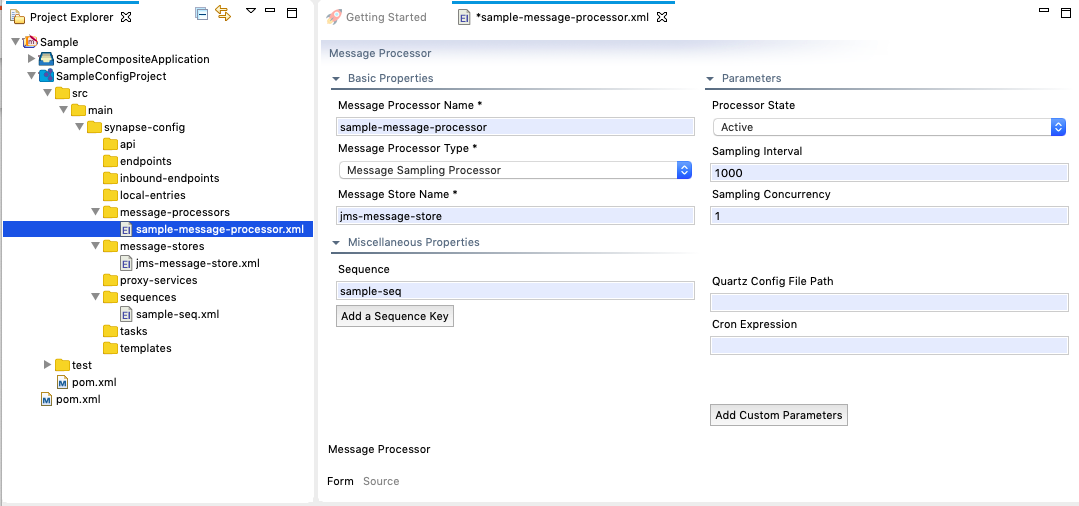 Project Explorer
Sample
SampleCompositeApplication
SampleConfigProject
src
main
synapse-config
api
endpoints
inbound-endpoints
local-entries
message-processors
EI sample-message-processor.xml
message-stores
EI jms-message-store.xml
proxy-services
sequences
EI sample-seq.xml
tasks
templates
test
M pom.xml
M pom.xml
Getting Started
EI *sample-message-processor.xml
Message Processor
Basic Properties
Message Processor Name *
sample-message-processor
Message Processor Type *
Message Sampling Processor
Message Store Name *
jms-message-store
Miscellaneous Properties
Sequence
sample-seq
Add a Sequence Key
Parameters
Processor State
Active
Sampling Interval
1000
Sampling Concurrency
1
Quartz Config File Path
Cron Expression
Add Custom Parameters
Message Processor
Form Source